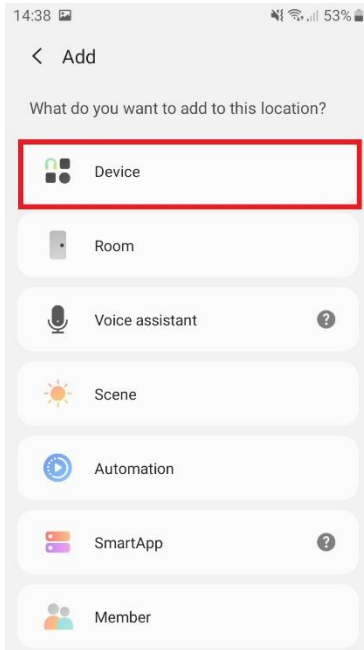 14:38 53%
Add
What do you want to add to this location?
Device
Room
Voice assistant ?
Scene
Automation
SmartApp ?
Member